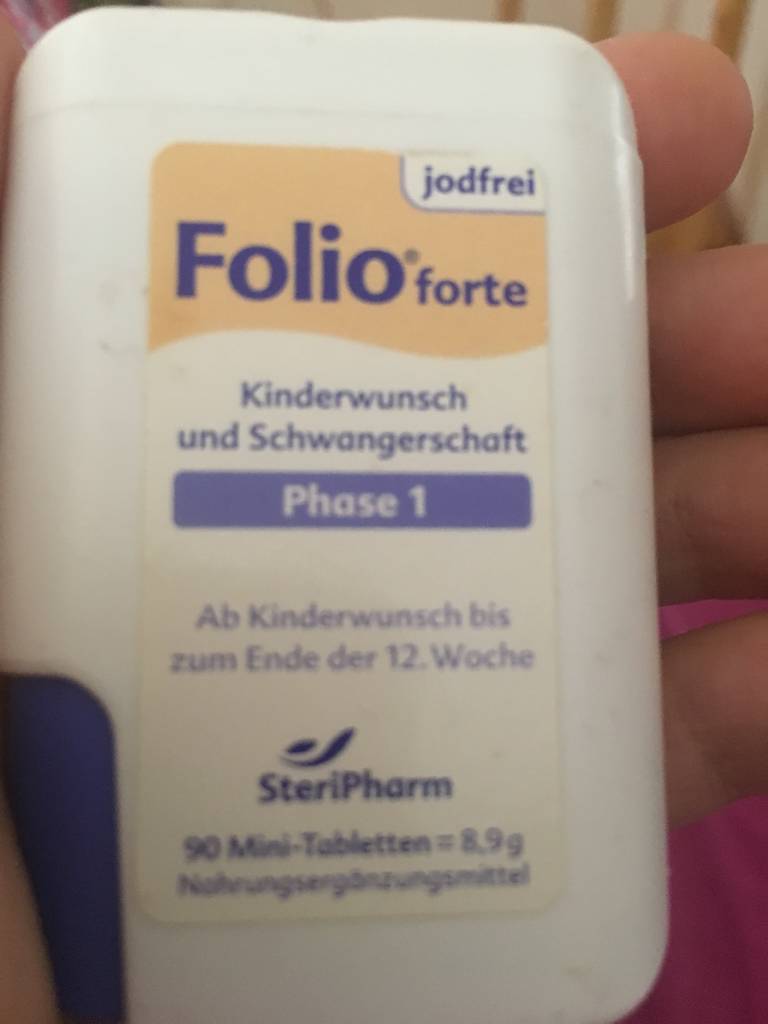 jodfrei
Folio® forte
Kinderwunsch
und Schwangerschaft
Phase 1
Ab Kinderwunsch bis
zum Ende der 12. Woche
SteriPharm
90 Mini-Tabletten = 8,9 g
Nahrungsergänzungsmittel